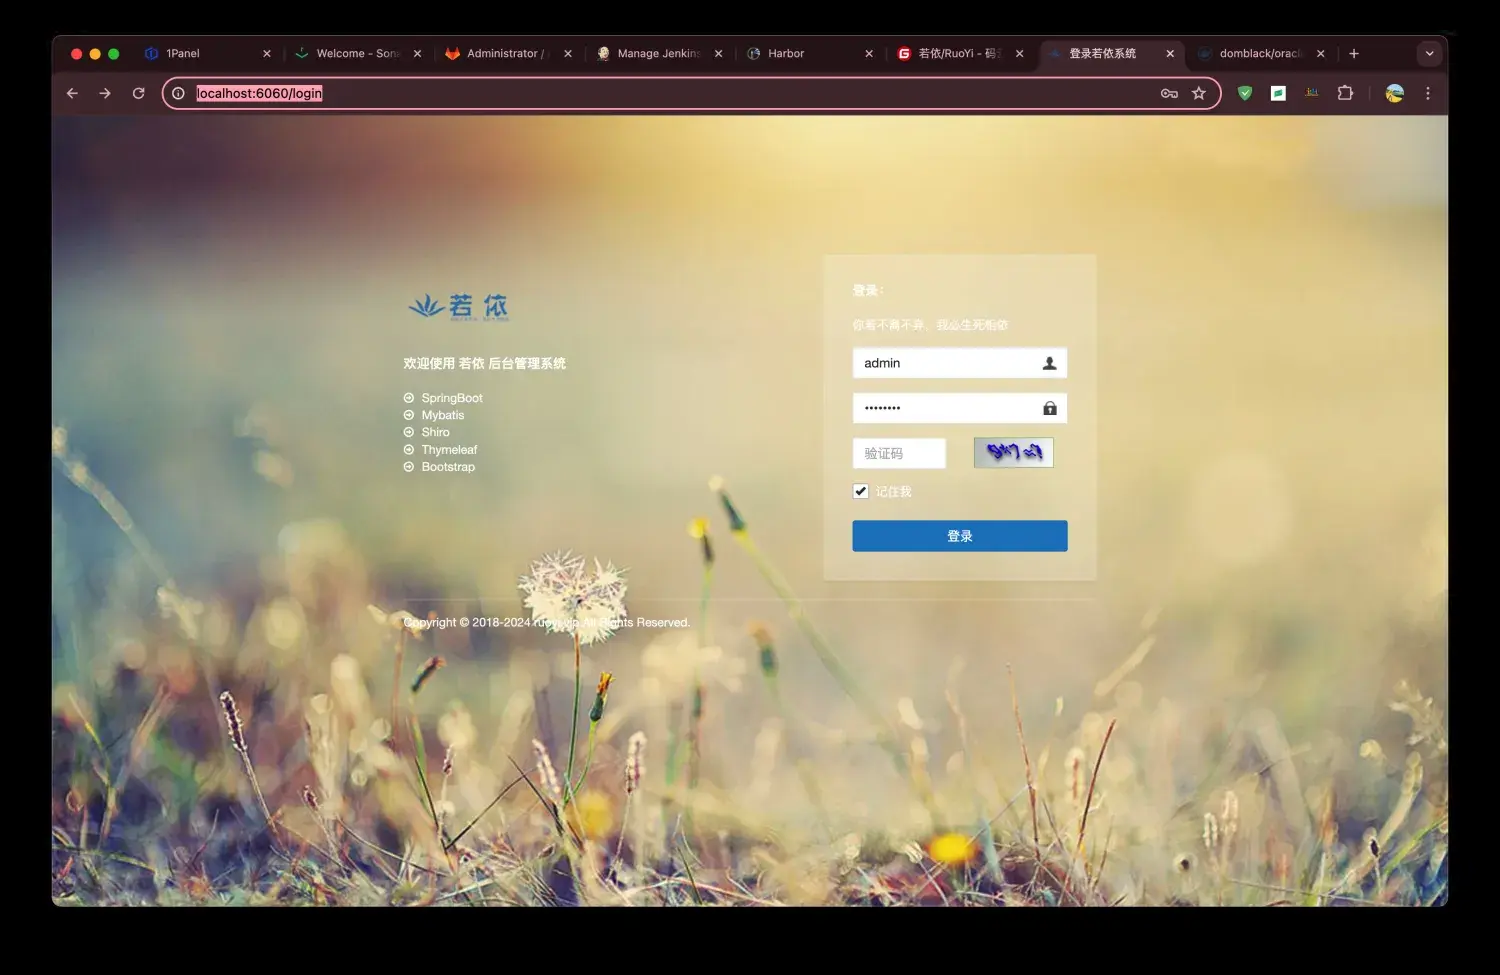 1Panel
Welcome - Son
Administrator /
Manage Jenkins
Harbor
若依/RuoYi - 码
登录若依系统
domblack/oracl
localhost:6060/login
若依
欢迎使用 若依 后台管理系统
SpringBoot
Mybatis
Shiro
Thymeleaf
Bootstrap
登录：
你若不离不弃，我必生死相依
admin
验证码
记住我
登录
Copyright © 2018-2024 ruoyi.vip All Rights Reserved.